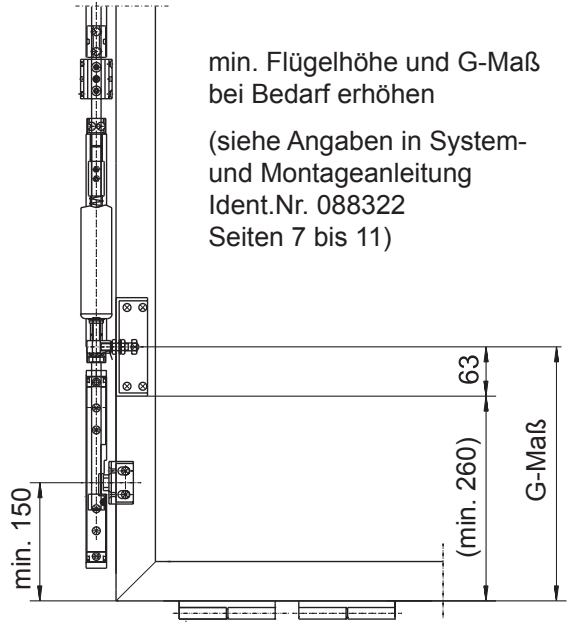 min. Flügelhöhe und G-Maß
bei Bedarf erhöhen
(siehe Angaben in System-
und Montageanleitung
Ident.Nr. 088322
Seiten 7 bis 11)
63
(min. 260)
G-Maß
min. 150